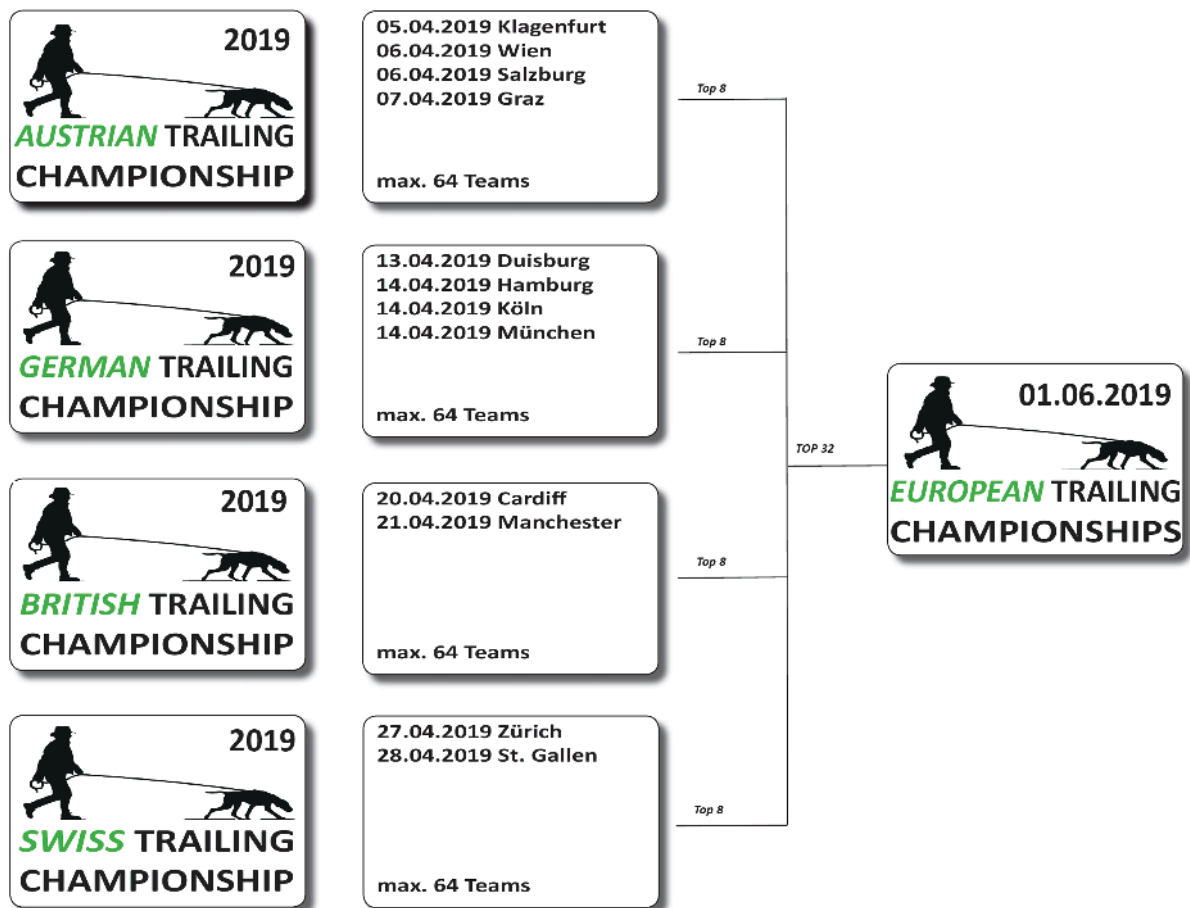 2019
AUSTRIAN TRAILING
CHAMPIONSHIP
05.04.2019 Klagenfurt
06.04.2019 Wien
06.04.2019 Salzburg
07.04.2019 Graz
max. 64 Teams
Top 8
2019
GERMAN TRAILING
CHAMPIONSHIP
13.04.2019 Duisburg
14.04.2019 Hamburg
14.04.2019 Köln
14.04.2019 München
max. 64 Teams
Top 8
2019
BRITISH TRAILING
CHAMPIONSHIP
20.04.2019 Cardiff
21.04.2019 Manchester
max. 64 Teams
Top 8
2019
SWISS TRAILING
CHAMPIONSHIP
27.04.2019 Zürich
28.04.2019 St. Gallen
max. 64 Teams
Top 8
TOP 32
01.06.2019
EUROPEAN TRAILING
CHAMPIONSHIPS